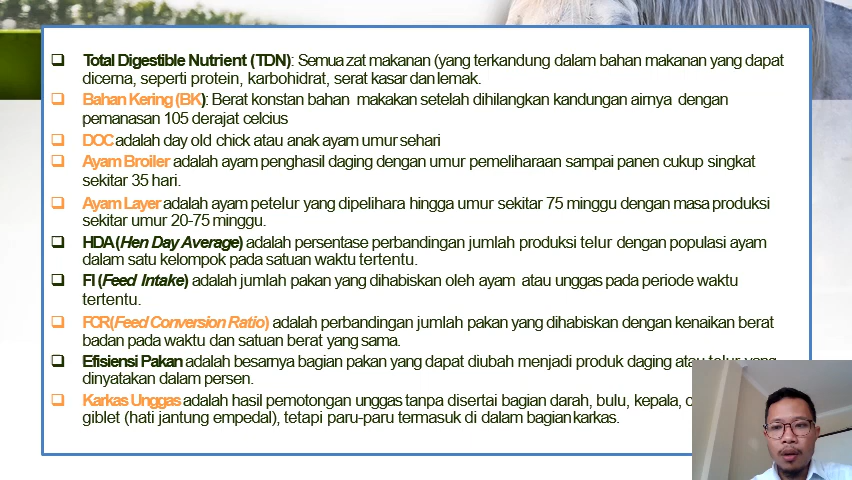 Total Digestible Nutrient (TDN): Semua zat makanan (yang terkandung dalam bahan makanan yang dapat
dicerna, seperti protein, karbohidrat, serat kasar dan lemak.
Bahan Kering (BK): Berat konstan bahan makakan setelah dihilangkan kandungan airnya dengan
pemanasan 105 derajat celcius
DOC adalah day old chick atau anak ayam umur sehari
Ayam Broiler adalah ayam penghasil daging dengan umur pemeliharaan sampai panen cukup singkat
sekitar 35 hari.
Ayam Layer adalah ayam petelur yang dipelihara hingga umur sekitar 75 minggu dengan masa produksi
sekitar umur 20-75 minggu.
HDA (Hen Day Average) adalah persentase perbandingan jumlah produksi telur dengan populasi ayam
dalam satu kelompok pada satuan waktu tertentu.
FI (Feed Intake) adalah jumlah pakan yang dihabiskan oleh ayam atau unggas pada periode waktu
tertentu.
FCR(Feed Conversion Ratio) adalah perbandingan jumlah pakan yang dihabiskan dengan kenaikan berat
badan pada waktu dan satuan berat yang sama.
Efisiensi Pakan adalah besarnya bagian pakan yang dapat diubah menjadi produk daging atau telur yang
dinyatakan dalam persen.
Karkas Unggas adalah hasil pemotongan unggas tanpa disertai bagian darah, bulu, kepala,
giblet (hati jantung empedal), tetapi paru-paru termasuk di dalam bagian karkas.